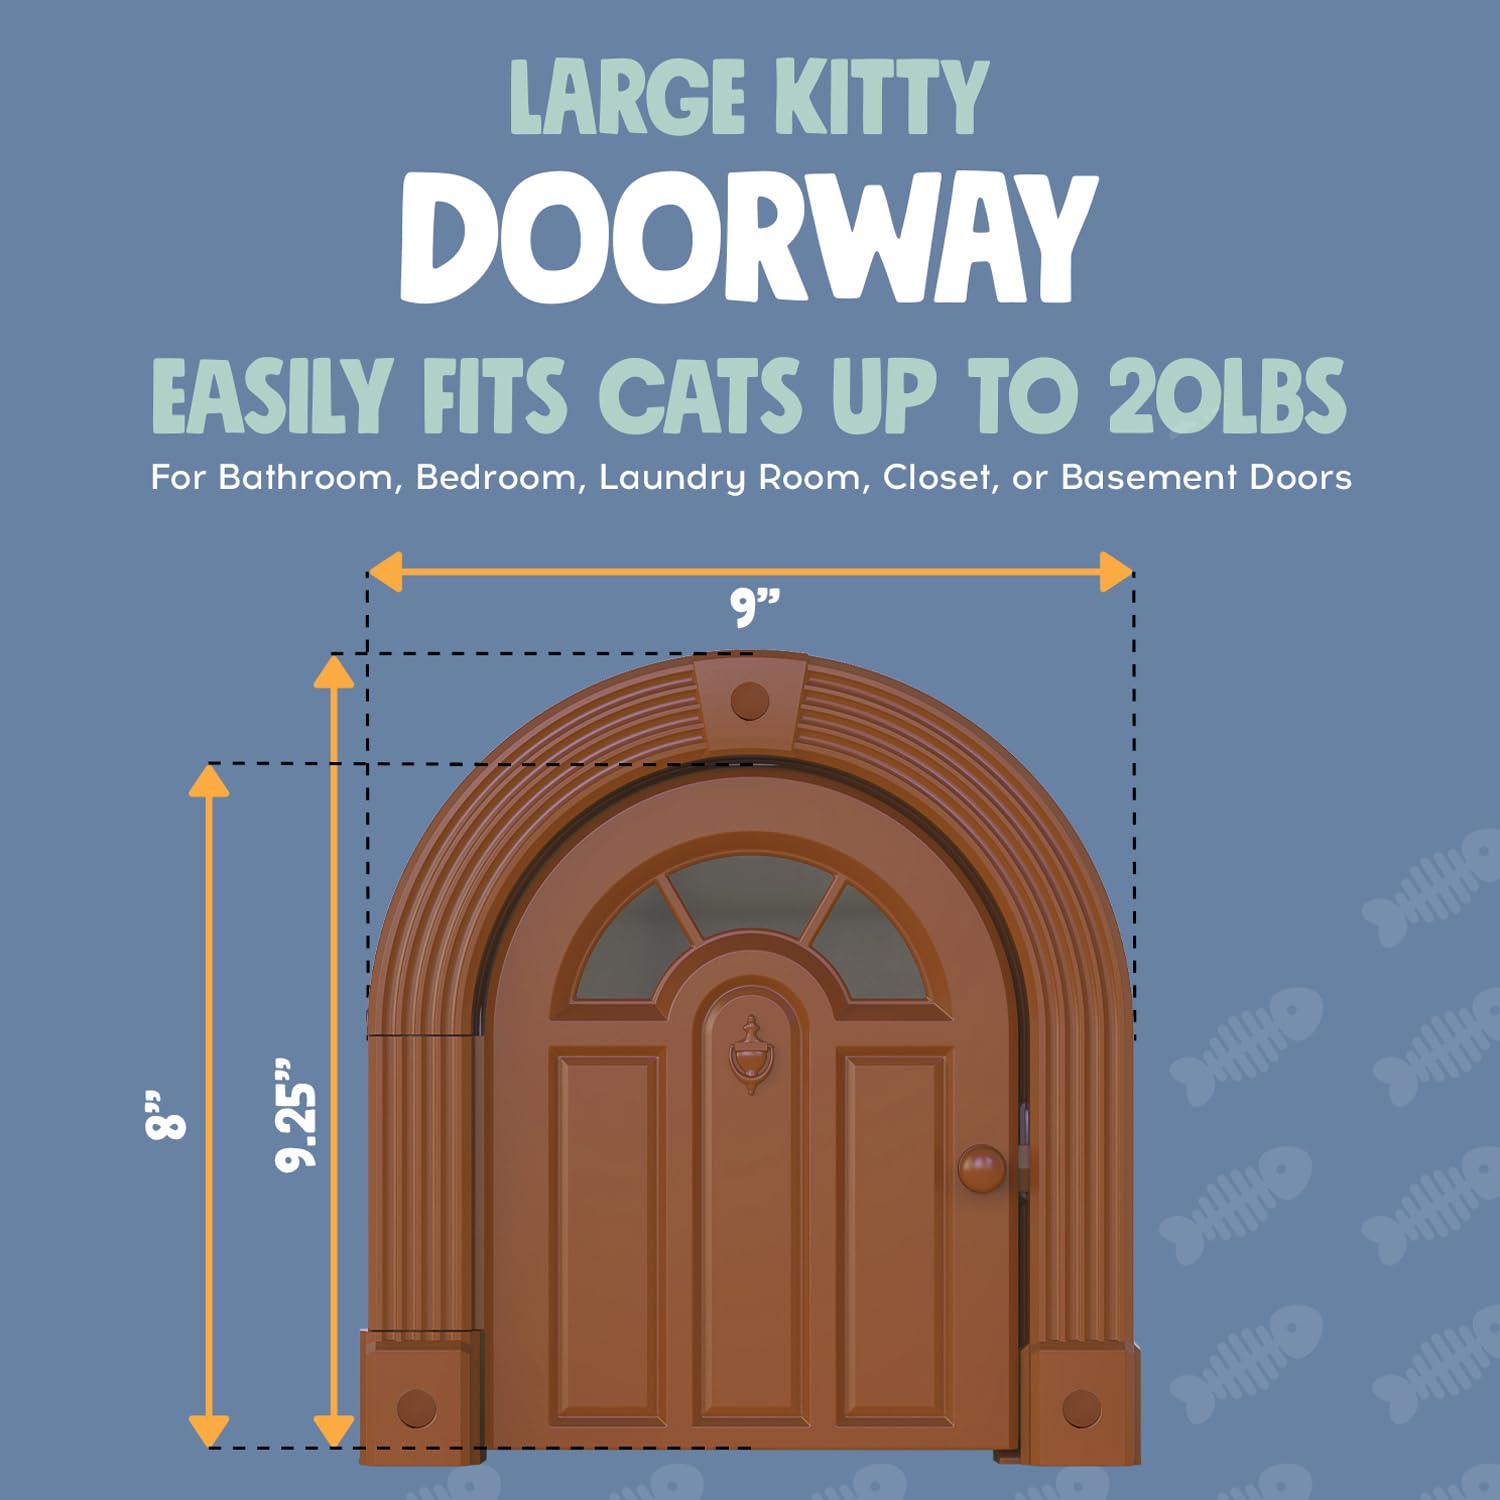 LARGE KITTY
DOORWAY
EASILY FITS CATS UP TO 20LBS
For Bathroom, Bedroom, Laundry Room, Closet, or Basement Doors
9”
9.25”
8”